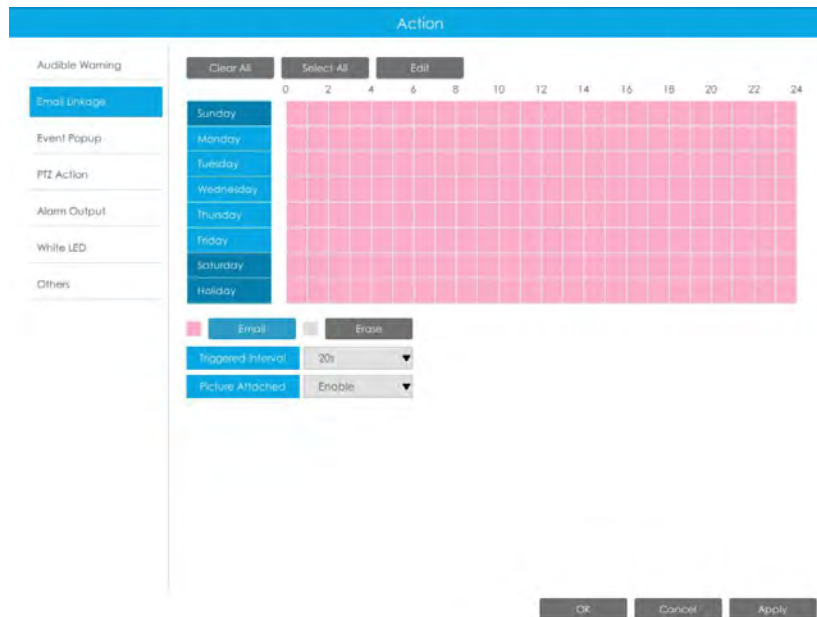 Action
Audible Warning
Email Linkage
Event Popup
PTZ Action
Alarm Output
White LED
Others
Clear All Select All Edit
0 2 4 6 8 10 12 14 16 18 20 22 24
Sunday
Monday
Tuesday
Wednesday
Thursday
Friday
Saturday
Holiday
Email Erase
Triggered Interval 20s
Picture Attached Enable
OK Cancel Apply